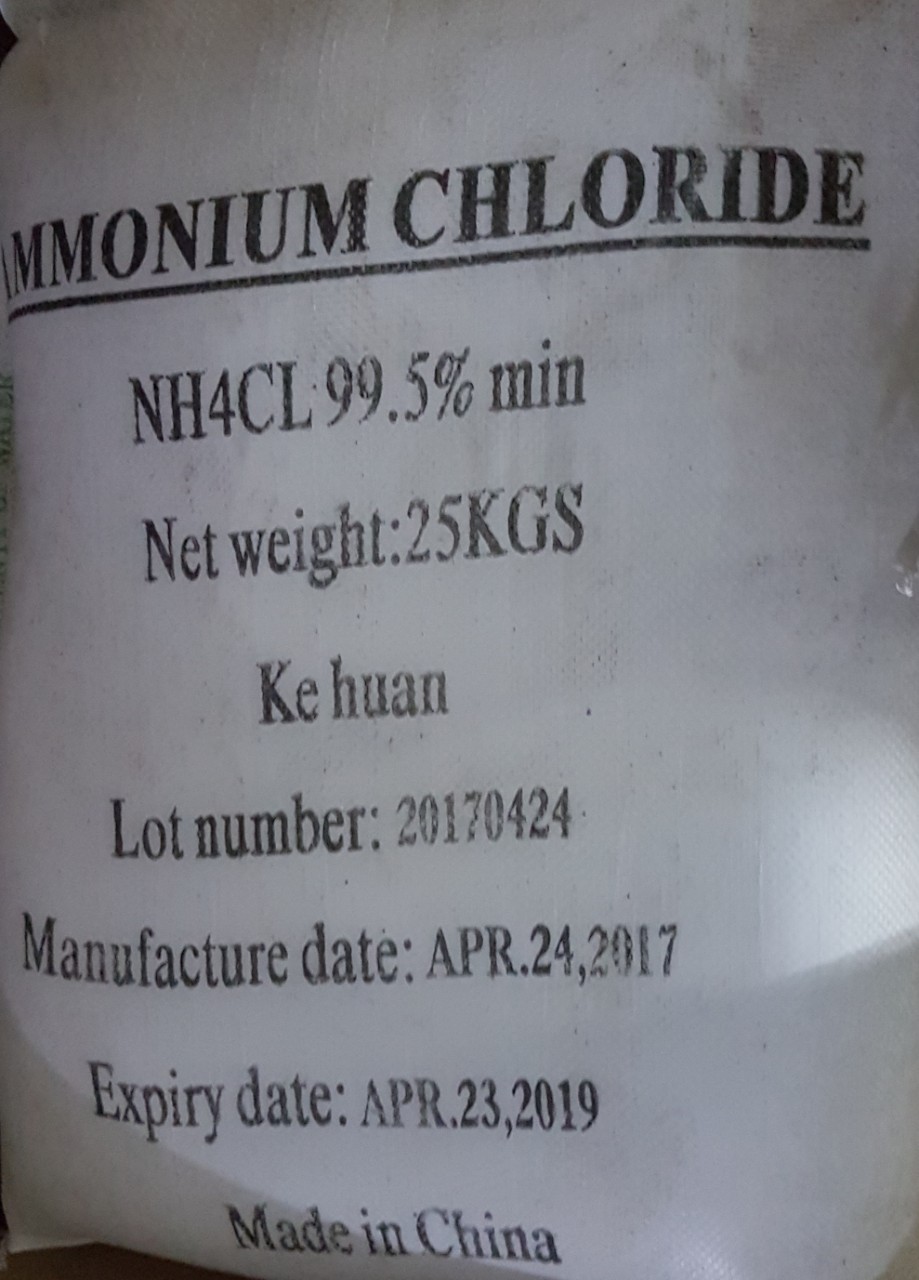 AMMONIUM CHLORIDE
NH4CL 99.5% min
Net weight:25KGS
Ke huan
Lot number: 20170424
Manufacture date: APR.24,2017
Expiry date: APR.23,2019
Made in China